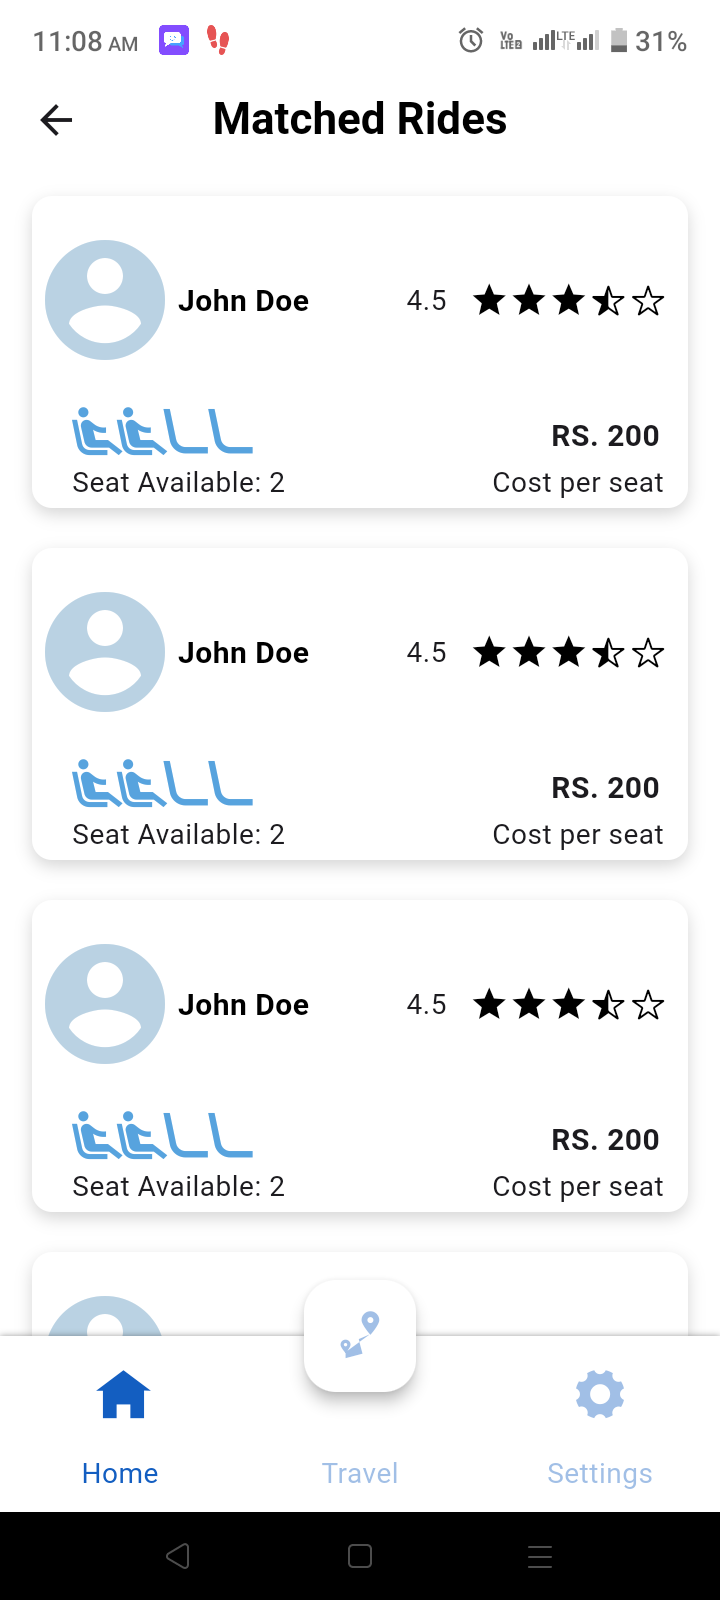 11:08 AM VoLTE2 LTE 31%
Matched Rides
John Doe 4.5
RS. 200
Seat Available: 2 Cost per seat
John Doe 4.5
RS. 200
Seat Available: 2 Cost per seat
John Doe 4.5
RS. 200
Seat Available: 2 Cost per seat
Home Travel Settings